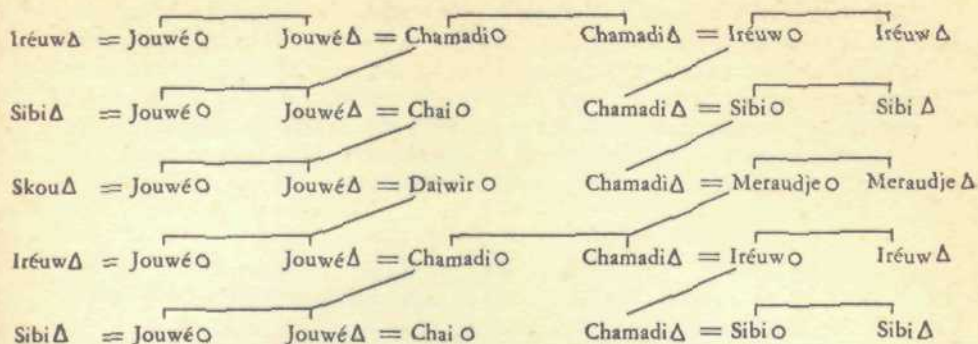 Iréuw Δ = Jouwé O Jouwé Δ = Chamadi O Chamadi Δ = Iréuw O Iréuw Δ
Sibi Δ = Jouwé O Jouwé Δ = Chai O Chamadi Δ = Sibi O Sibi Δ
Skou Δ = Jouwé O Jouwé Δ = Daiwir O Chamadi Δ = Meraudje O Meraudje Δ
Iréuw Δ = Jouwé O Jouwé Δ = Chamadi O Chamadi Δ = Iréuw O Iréuw Δ
Sibi Δ = Jouwé O Jouwé Δ = Chai O Chamadi Δ = Sibi O Sibi Δ